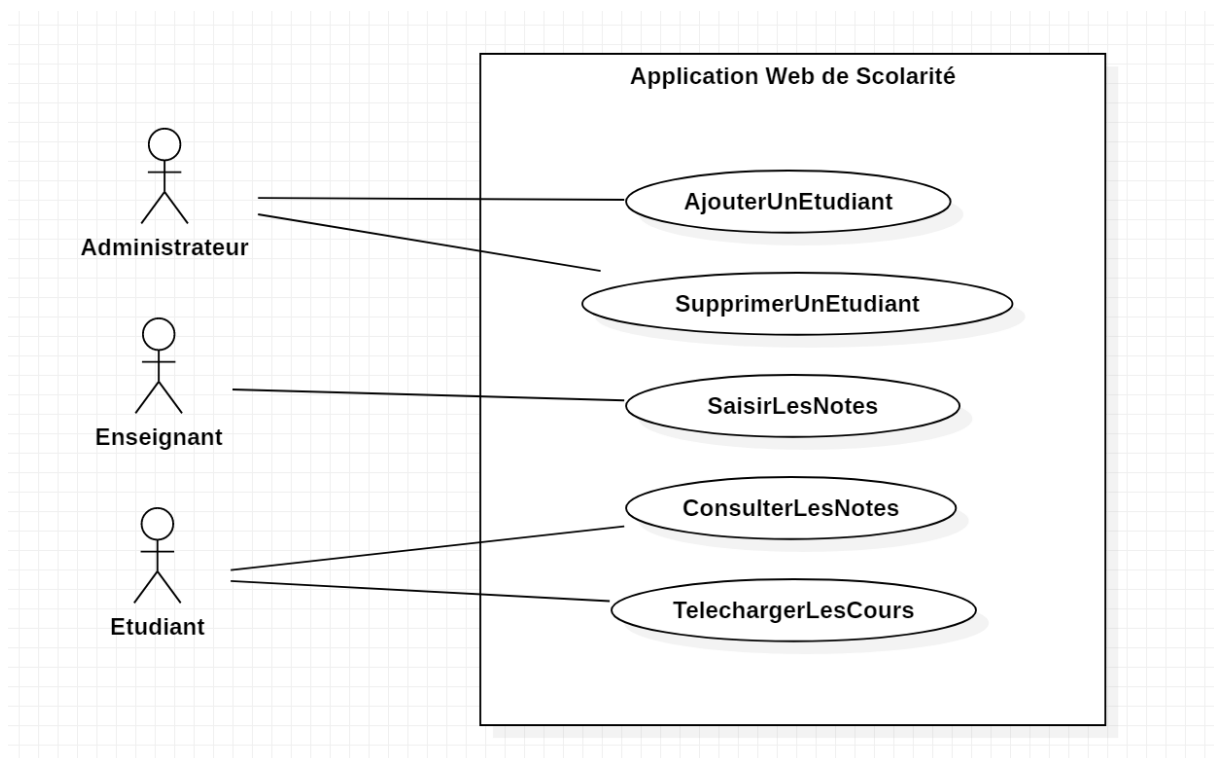 Application Web de Scolarité
Administrateur
AjouterUnEtudiant
SupprimerUnEtudiant
Enseignant
SaisirLesNotes
Etudiant
ConsulterLesNotes
TelechargerLesCours